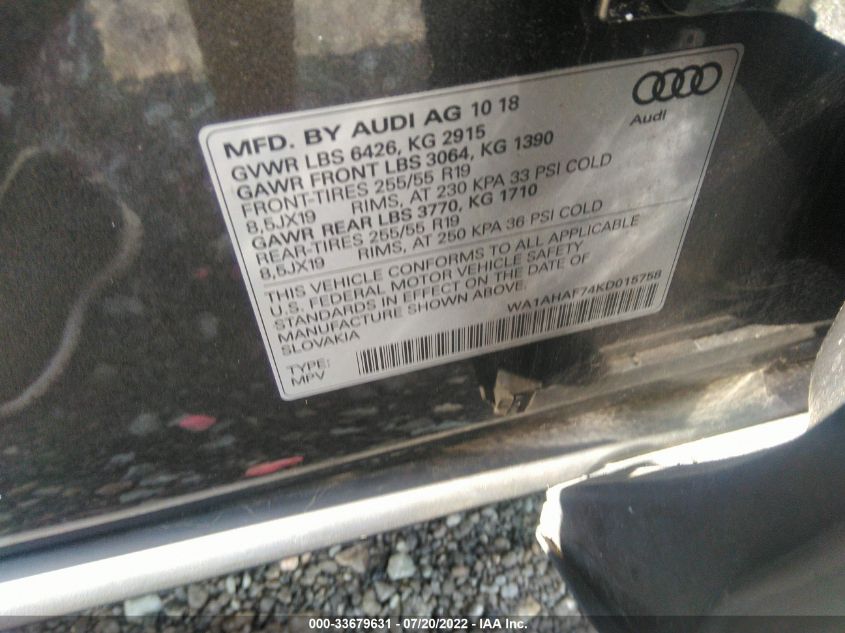 MFD. BY AUDI AG 10 18
Audi
GVWR LBS 6426, KG 2915
GAWR FRONT LBS 3064, KG 1390
FRONT-TIRES 255/55 R19
8,5JX19 RIMS, AT 230 KPA 33 PSI COLD
GAWR REAR LBS 3770, KG 1710
REAR-TIRES 255/55 R19
8,5JX19 RIMS, AT 250 KPA 36 PSI COLD
THIS VEHICLE CONFORMS TO ALL APPLICABLE
U.S. FEDERAL MOTOR VEHICLE SAFETY
STANDARDS IN EFFECT ON THE DATE OF
MANUFACTURE SHOWN ABOVE.
SLOVAKIA
WA1AHAF74KD015758
TYPE:
MPV
000-33679631 - 07/20/2022 - IAA Inc.